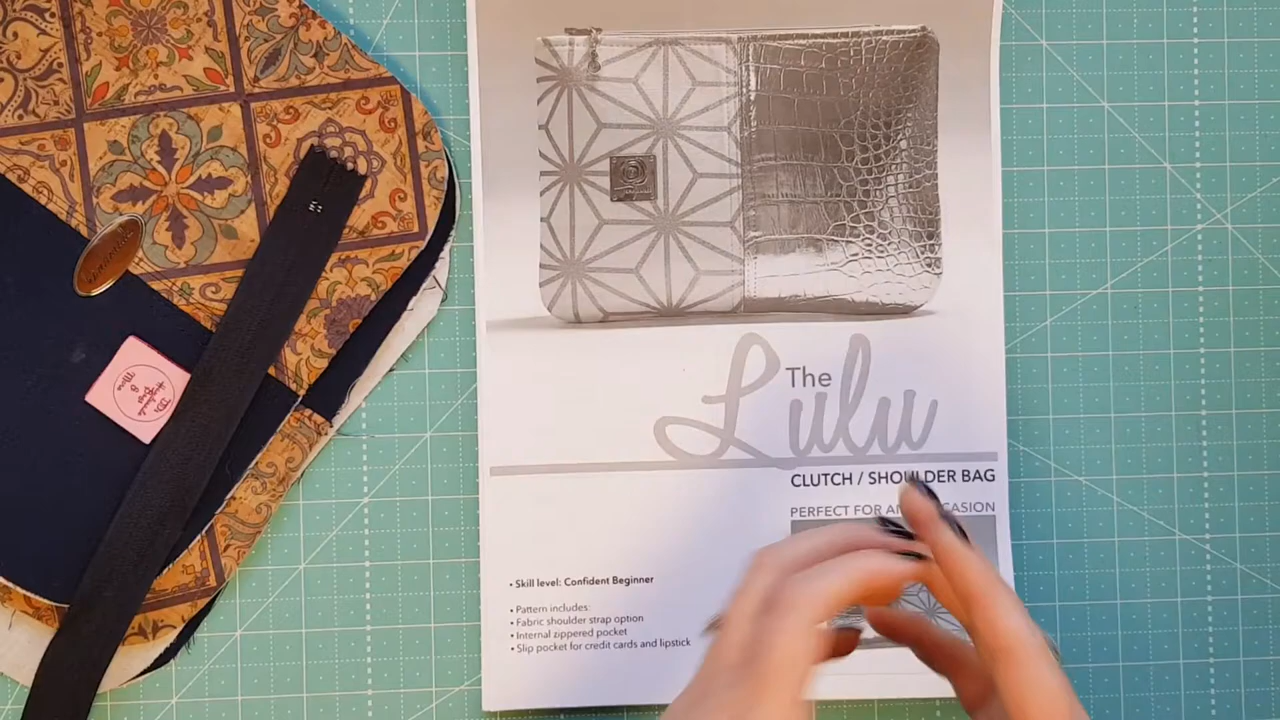 The
Lulu
CLUTCH / SHOULDER BAG
PERFECT FOR CASION
• Skill level: Confident Beginner
• Pattern includes:
• Fabric shoulder strap option
• Internal zippered pocket
• Slip pocket for credit cards and lipstick